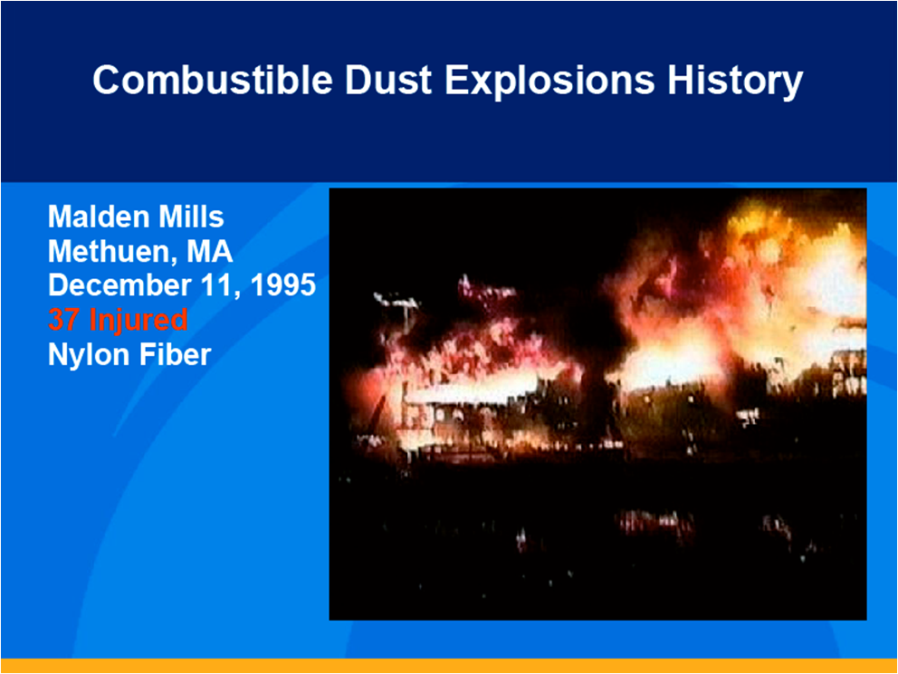 Combustible Dust Explosions History
Malden Mills
Methuen, MA
December 11, 1995
37 Injured
Nylon Fiber